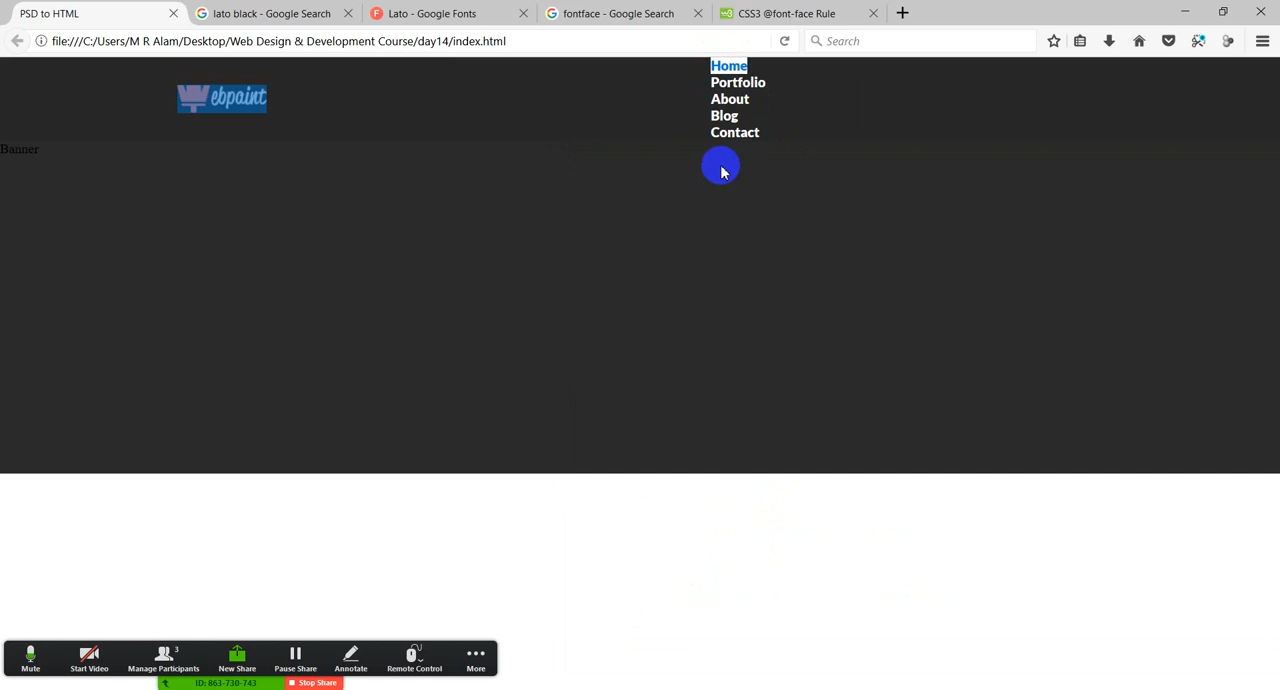 PSD to HTML
lato black - Google Search
Lato - Google Fonts
fontface - Google Search
CSS3 @font-face Rule
file:///C:/Users/M R Alam/Desktop/Web Design & Development Course/day14/index.html
Search
Webpaint
Home
Portfolio
About
Blog
Contact
Banner
Mute
Start Video
3
Manage Participants
New Share
Pause Share
Annotate
Remote Control
More
ID: 863-730-743
Stop Share